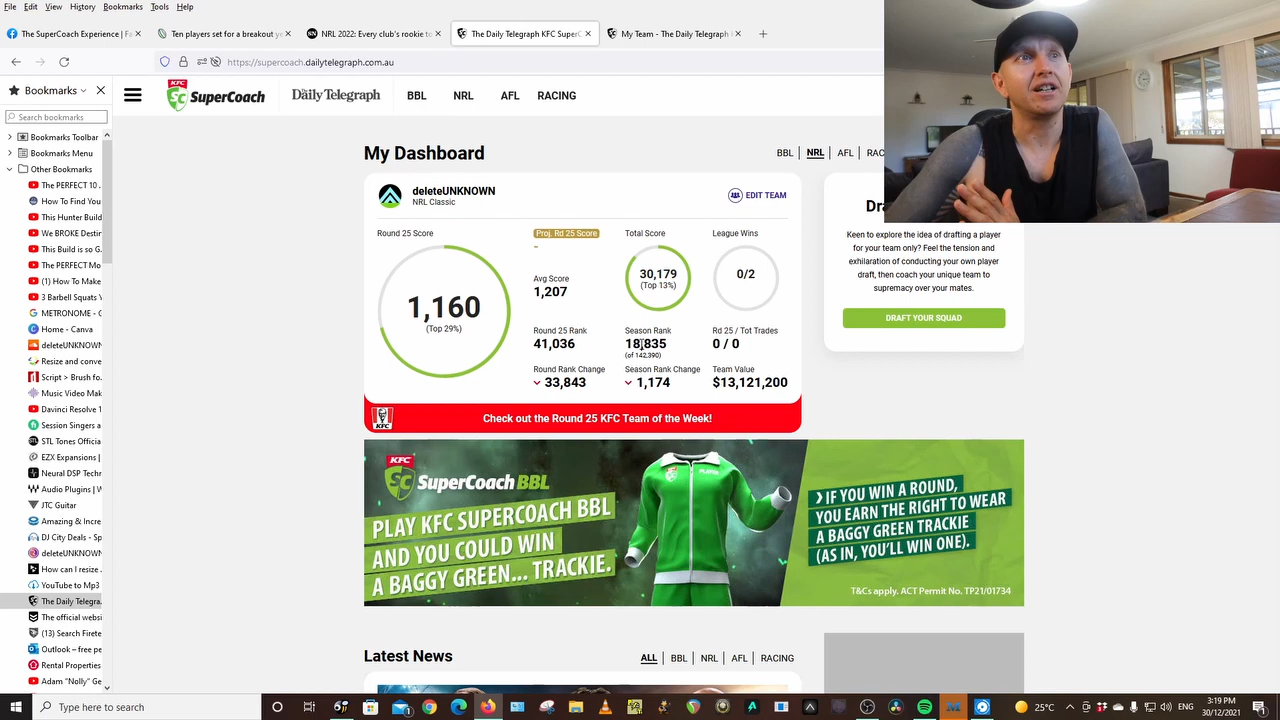 File Edit View History Bookmarks Tools Help
The SuperCoach Experience | Fa
Ten players set for a breakout ye
NRL 2022: Every club's rookie to
The Daily Telegraph KFC SuperC
My Team - The Daily Telegraph K
https://supercoach.dailytelegraph.com.au
Bookmarks
Search bookmarks
Bookmarks Toolbar
Bookmarks Menu
Other Bookmarks
The PERFECT 10 .
How To Find You
This Hunter Build
We BROKE Destin
This Build is so G.
The PERFECT Mo
(1) How To Make
3 Barbell Squats Y
METRONOME - G
Home - Canva
deleteUNKNOWN
Resize and conve
Script > Brush fo
Music Video Mak
Davinci Resolve 1
Session Singers a
STL Tones Officia
EZX Expansions |
Neural DSP Techn
Audio Plugins | W
JTC Guitar
Amazing & Incre
DJ City Deals - Sp
deleteUNKNOWN
How can I resize
YouTube to Mp3
The Daily Telegra
The official websi
(13) Search Firete
Outlook – free pe
Rental Properties
Adam "Nolly" Ge
KFC
SC SuperCoach
The Daily Telegraph
BBL NRL AFL RACING
My Dashboard
BBL NRL AFL RAC
deleteUNKNOWN
NRL Classic
EDIT TEAM
Round 25 Score
1,160
(Top 29%)
Proj. Rd 25 Score
-
Avg Score
1,207
Total Score
30,179
(Top 13%)
League Wins
0/2
Round 25 Rank
41,036
Season Rank
18,835
(of 142,390)
Rd 25 / Tot Trades
0 / 0
Round Rank Change
33,843
Season Rank Change
1,174
Team Value
$13,121,200
KFC
Check out the Round 25 KFC Team of the Week!
Dra
Keen to explore the idea of drafting a player
for your team only? Feel the tension and
exhilaration of conducting your own player
draft, then coach your unique team to
supremacy over your mates.
DRAFT YOUR SQUAD
KFC
SC SuperCoach BBL
PLAY KFC SUPERCOACH BBL
AND YOU COULD WIN
A BAGGY GREEN... TRACKIE.
IF YOU WIN A ROUND,
YOU EARN THE RIGHT TO WEAR
A BAGGY GREEN TRACKIE
(AS IN, YOU'LL WIN ONE).
T&Cs apply. ACT Permit No. TP21/01734
Latest News
ALL BBL NRL AFL RACING
Type here to search
25°C
3:19 PM
30/12/2021